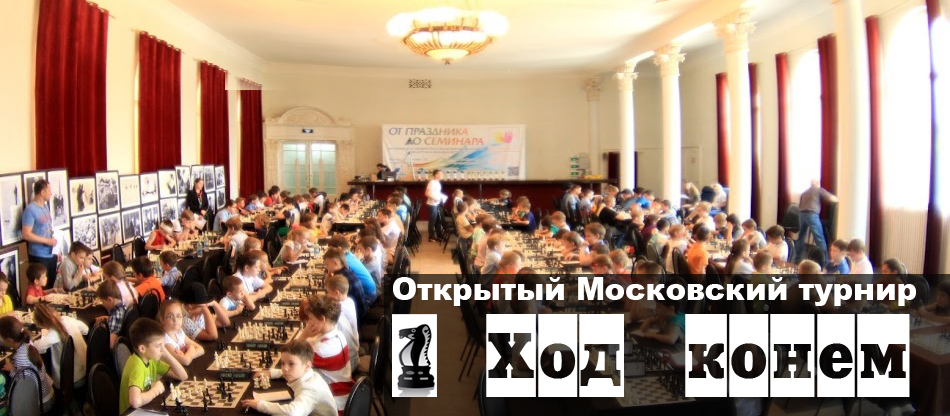 ОТ ПРАЗДНИКА
ДО СЕМИНАРА
Открытый Московский турнир
Ход конем